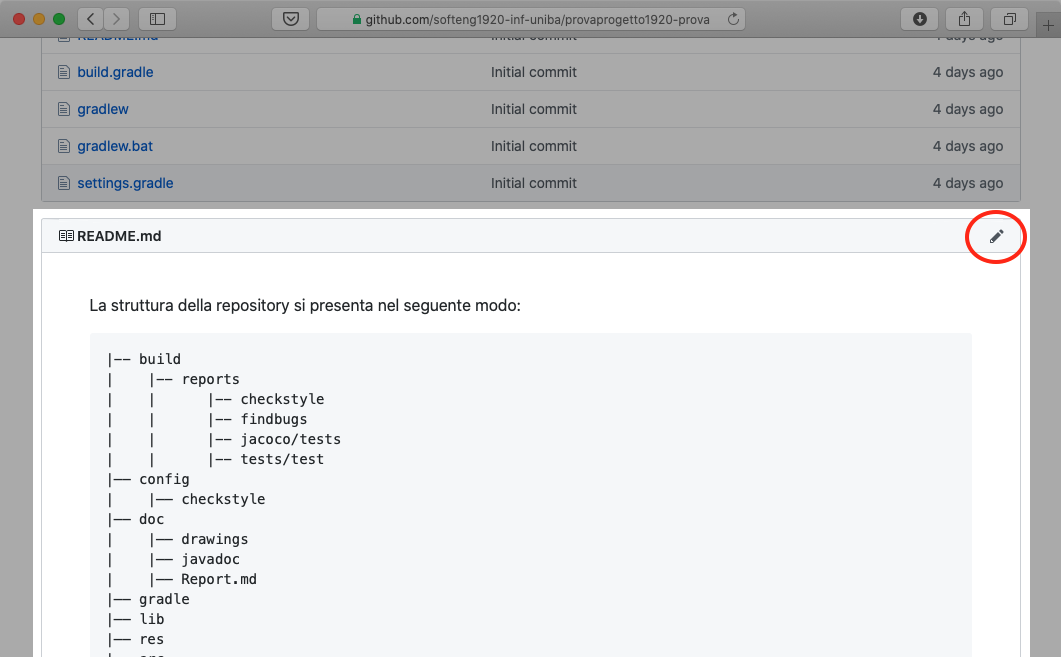 github.com/softeng1920-inf-uniba/provaprogetto1920-prova
README.md Initial commit 4 days ago
build.gradle Initial commit 4 days ago
gradlew Initial commit 4 days ago
gradlew.bat Initial commit 4 days ago
settings.gradle Initial commit 4 days ago
README.md
La struttura della repository si presenta nel seguente modo:
|-- build
|    |-- reports
|    |      |-- checkstyle
|    |      |-- findbugs
|    |      |-- jacoco/tests
|    |      |-- tests/test
|–– config
|    |–– checkstyle
|–– doc
|    |–– drawings
|    |–– javadoc
|    |–– Report.md
|–– gradle
|–– lib
|–– res